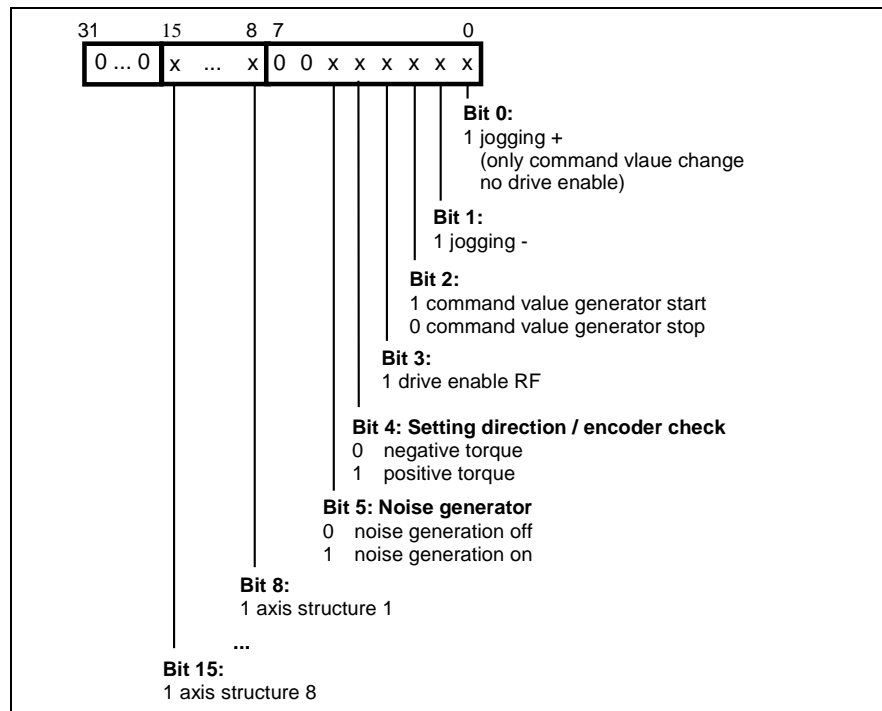 31 15 8 7 0
0 ... 0 x ... x 0 0 x x x x x x
Bit 0:
1 jogging +
(only command vlaue change
no drive enable)
Bit 1:
1 jogging -
Bit 2:
1 command value generator start
0 command value generator stop
Bit 3:
1 drive enable RF
Bit 4: Setting direction / encoder check
0 negative torque
1 positive torque
Bit 5: Noise generator
0 noise generation off
1 noise generation on
Bit 8:
1 axis structure 1
...
Bit 15:
1 axis structure 8